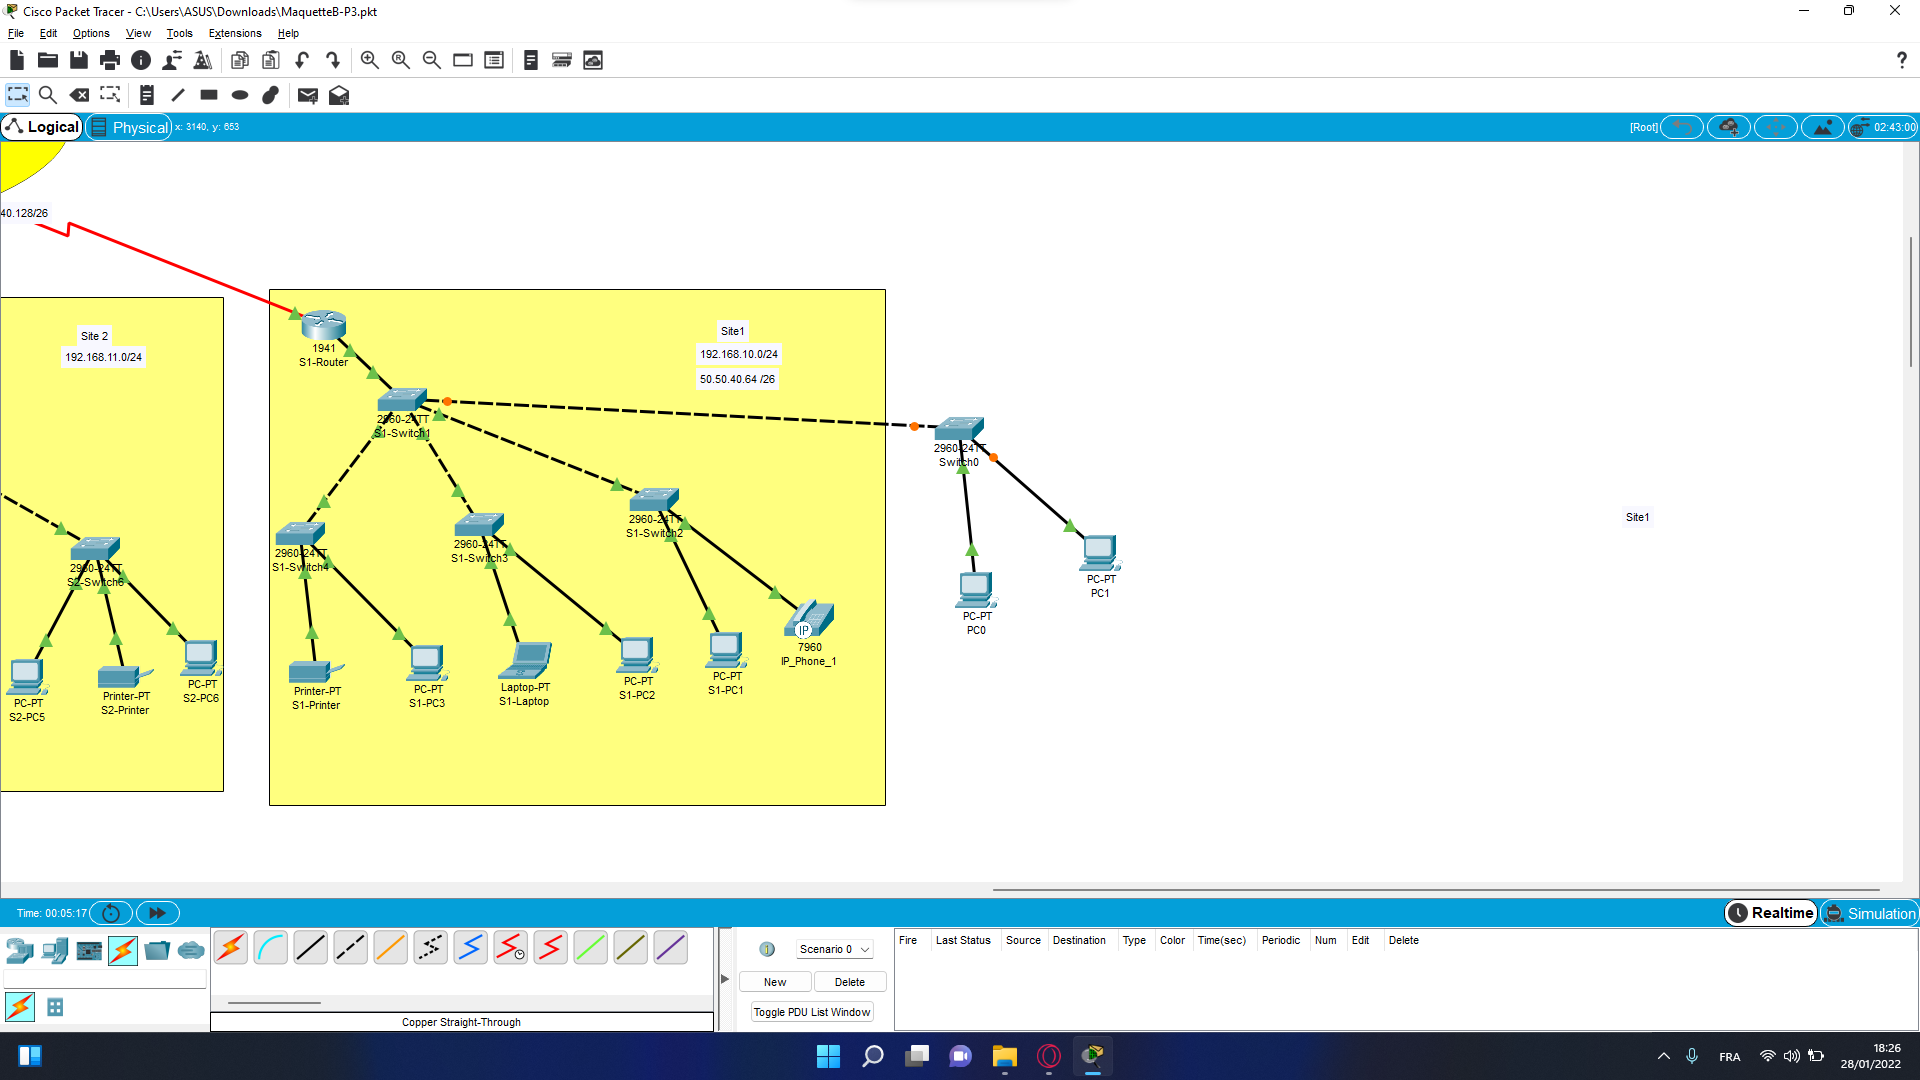 Cisco Packet Tracer - C:\Users\ASUS\Downloads\MaquetteB-P3.pkt
File Edit Options View Tools Extensions Help
Logical Physical x: 3140, y: 853 [Root] 02:43:00
40.128/26
Site 2
192.168.11.0/24
1941
S1-Router
Site1
192.168.10.0/24
50.50.40.64 /26
2960-24TT
S1-Switch1
2960-24TT
Switch0
2960-24TT
S1-Switch2
Site1
2960-24TT
S1-Switch4
2960-24TT
S1-Switch3
2960-24TT
S2-Switch6
PC-PT
PC1
PC-PT
PC0
7960
IP_Phone_1
IP
PC-PT
S2-PC5
Printer-PT
S2-Printer
PC-PT
S2-PC6
Printer-PT
S1-Printer
PC-PT
S1-PC3
Laptop-PT
S1-Laptop
PC-PT
S1-PC2
PC-PT
S1-PC1
Time: 00:05:17 Realtime Simulation
Scenario 0
New Delete
Toggle PDU List Window
Fire Last Status Source Destination Type Color Time(sec) Periodic Num Edit Delete
Copper Straight-Through
FRA
18:26
28/01/2022